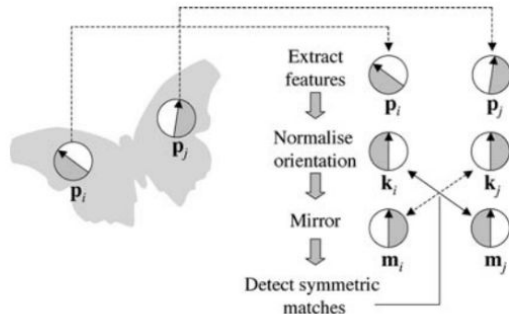 Extract
features
p_i
p_j
p_j
p_i
Normalise
orientation
k_i
k_j
Mirror
m_i
m_j
Detect symmetric
matches